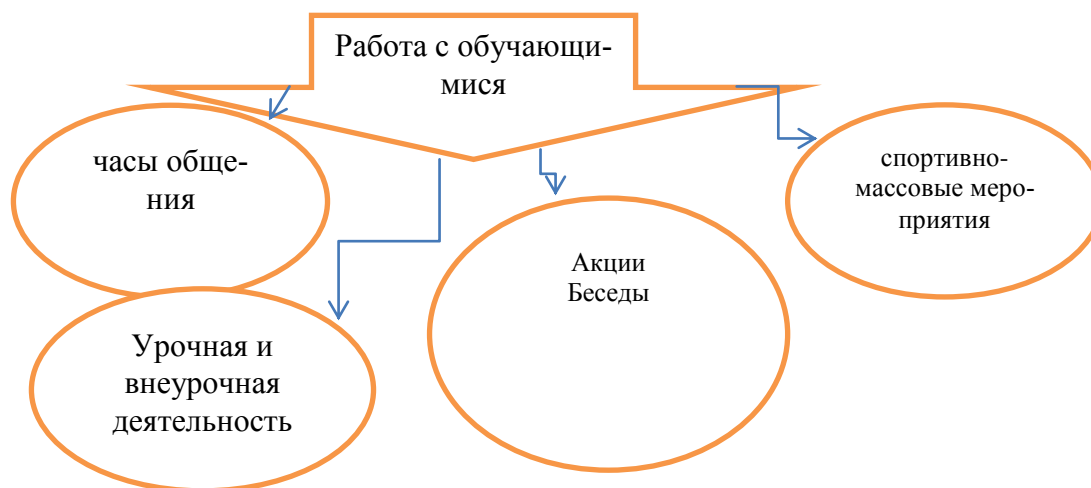 Работа с обучающи-
мися
часы обще-
ния
спортивно-
массовые меро-
приятия
Акции
Беседы
Урочная и
внеурочная
деятельность